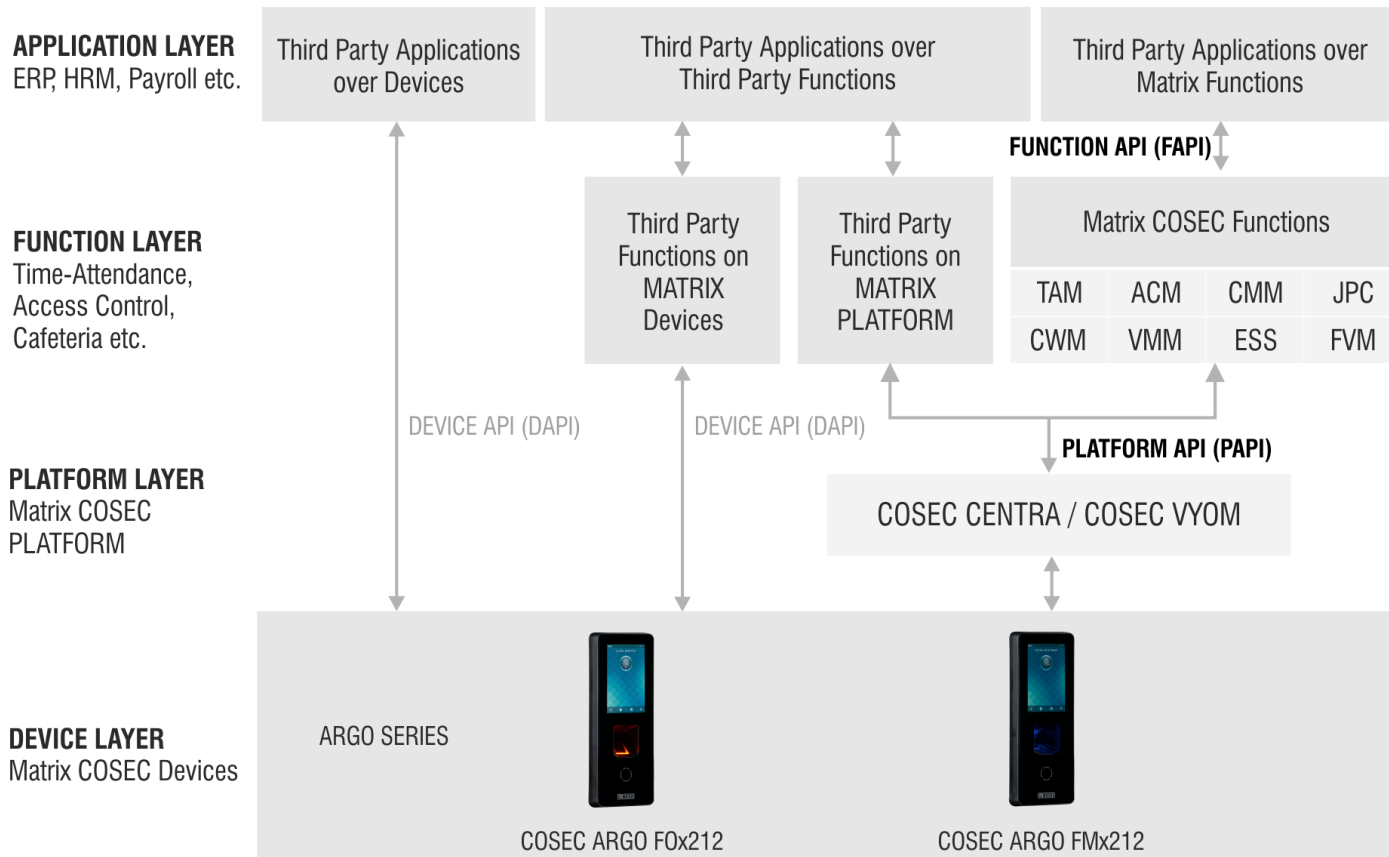 APPLICATION LAYER
ERP, HRM, Payroll etc.
Third Party Applications
over Devices
Third Party Applications over
Third Party Functions
Third Party Applications over
Matrix Functions
FUNCTION API (FAPI)
FUNCTION LAYER
Time-Attendance,
Access Control,
Cafeteria etc.
Third Party
Functions on
MATRIX
Devices
Third Party
Functions on
MATRIX
PLATFORM
Matrix COSEC Functions
TAM ACM CMM JPC
CWM VMM ESS FVM
DEVICE API (DAPI)
DEVICE API (DAPI)
PLATFORM API (PAPI)
PLATFORM LAYER
Matrix COSEC
PLATFORM
COSEC CENTRA / COSEC VYOM
DEVICE LAYER
Matrix COSEC Devices
ARGO SERIES
COSEC ARGO FOx212
COSEC ARGO FMx212